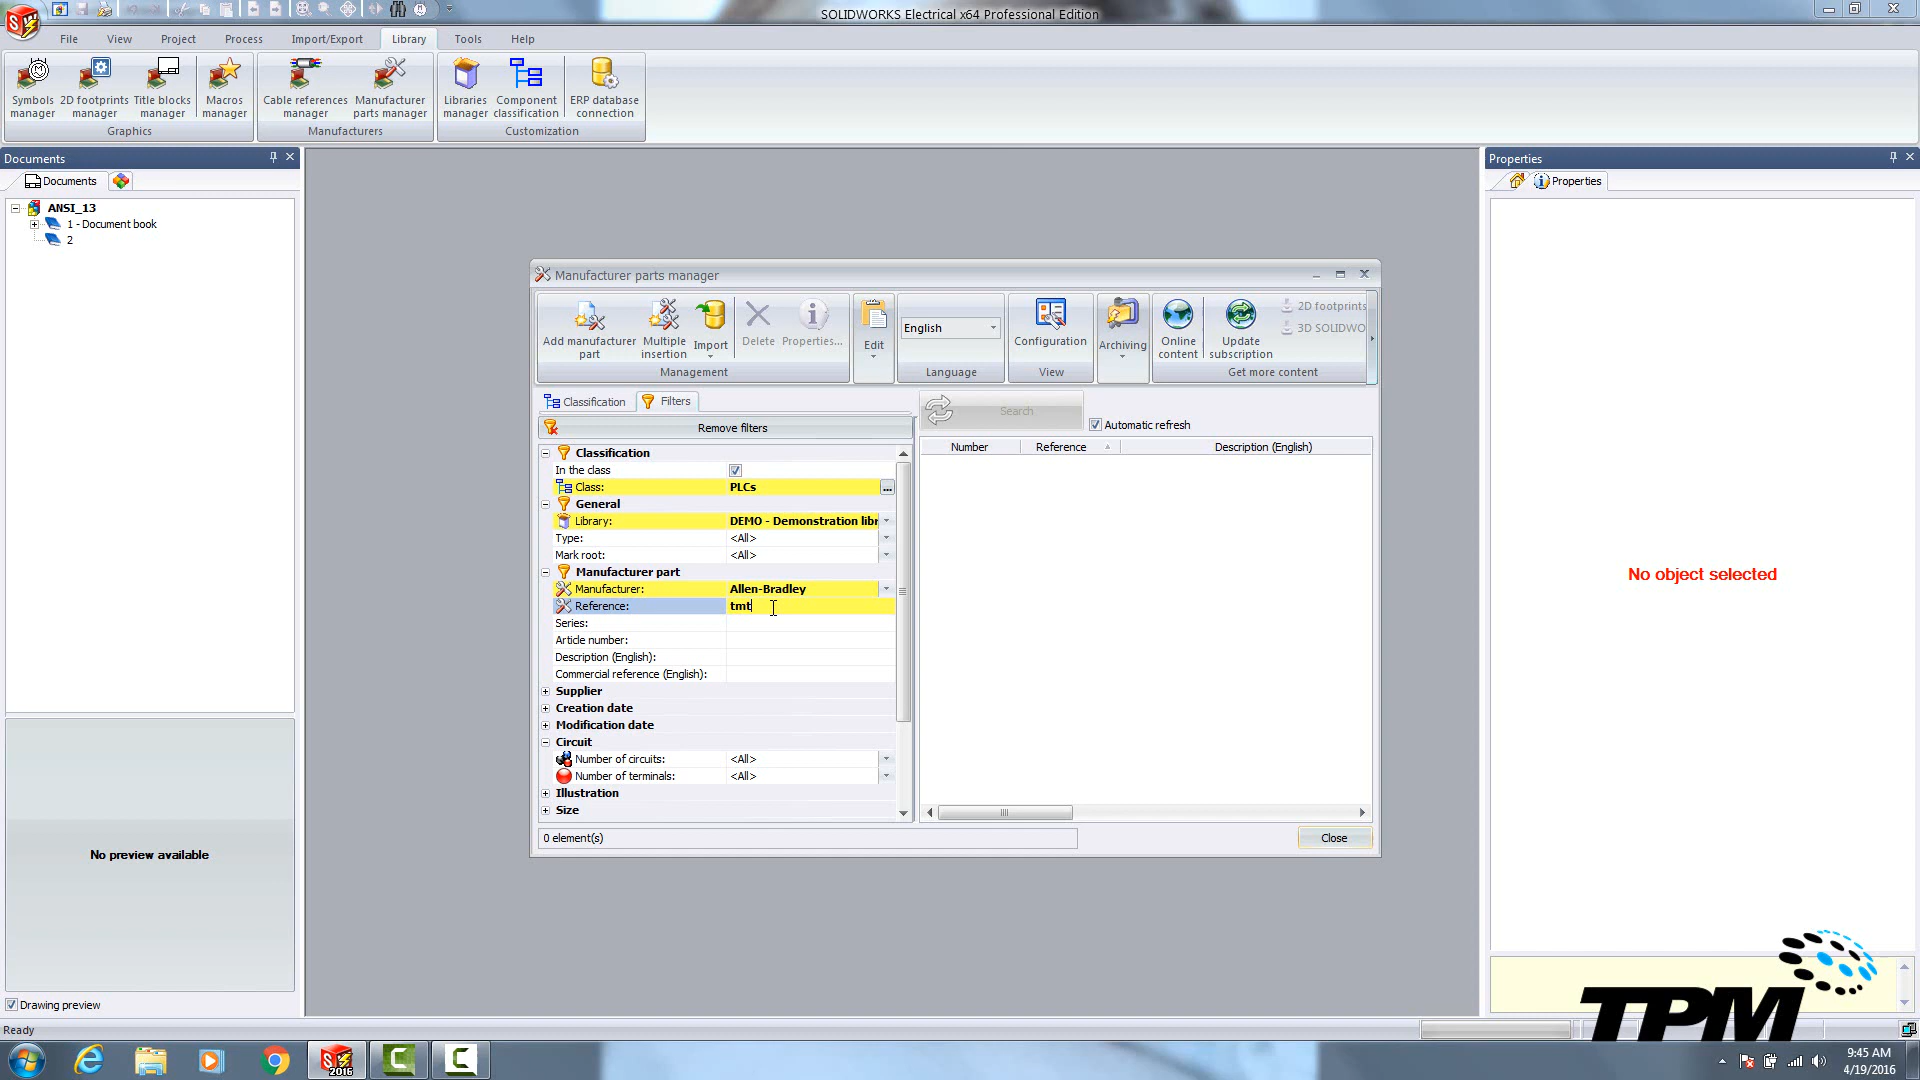 SOLIDWORKS Electrical x64 Professional Edition
File View Project Process Import/Export Library Tools Help
Symbols manager
2D footprints manager
Title blocks manager
Macros manager
Cable references manager
Manufacturer parts manager
Libraries manager
Component classification
ERP database connection
Graphics Manufacturers Customization
Documents
Documents
ANSI_13
1 - Document book
2
No preview available
Drawing preview
Ready
Manufacturer parts manager
Add manufacturer part
Multiple insertion
Import
Delete
Properties...
Edit
English
Configuration
Archiving
Online content
Update subscription
2D footprints
3D SOLIDWO
Management Language View Get more content
Classification Filters
Remove filters
Classification
In the class
Class: PLCs
General
Library: DEMO - Demonstration libr
Type: <All>
Mark root: <All>
Manufacturer part
Manufacturer: Allen-Bradley
Reference: tmt
Series:
Article number:
Description (English):
Commercial reference (English):
Supplier
Creation date
Modification date
Circuit
Number of circuits: <All>
Number of terminals: <All>
Illustration
Size
0 element(s)
Search
Automatic refresh
Number Reference Description (English)
Close
Properties
Properties
No object selected
TPM
2016
9:45 AM
4/19/2016